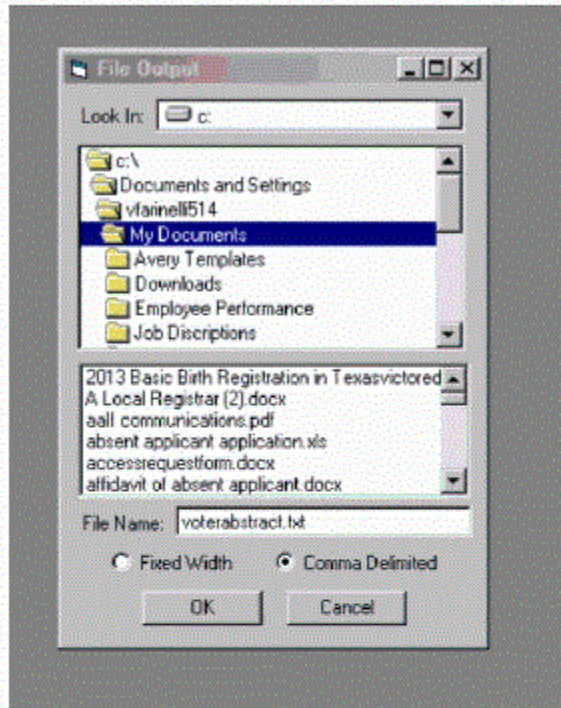 File Output
Look In: c:
c:\
Documents and Settings
vfarinelli514
My Documents
Avery Templates
Downloads
Employee Performance
Job Discriptions
2013 Basic Birth Registration in Texasvictored
A Local Registrar (2).docx
aall communications.pdf
absent applicant application.xls
accessrequestform.docx
affidavit of absent applicant.docx
File Name: voterabstract.txt
Fixed Width Comma Delimited
OK Cancel